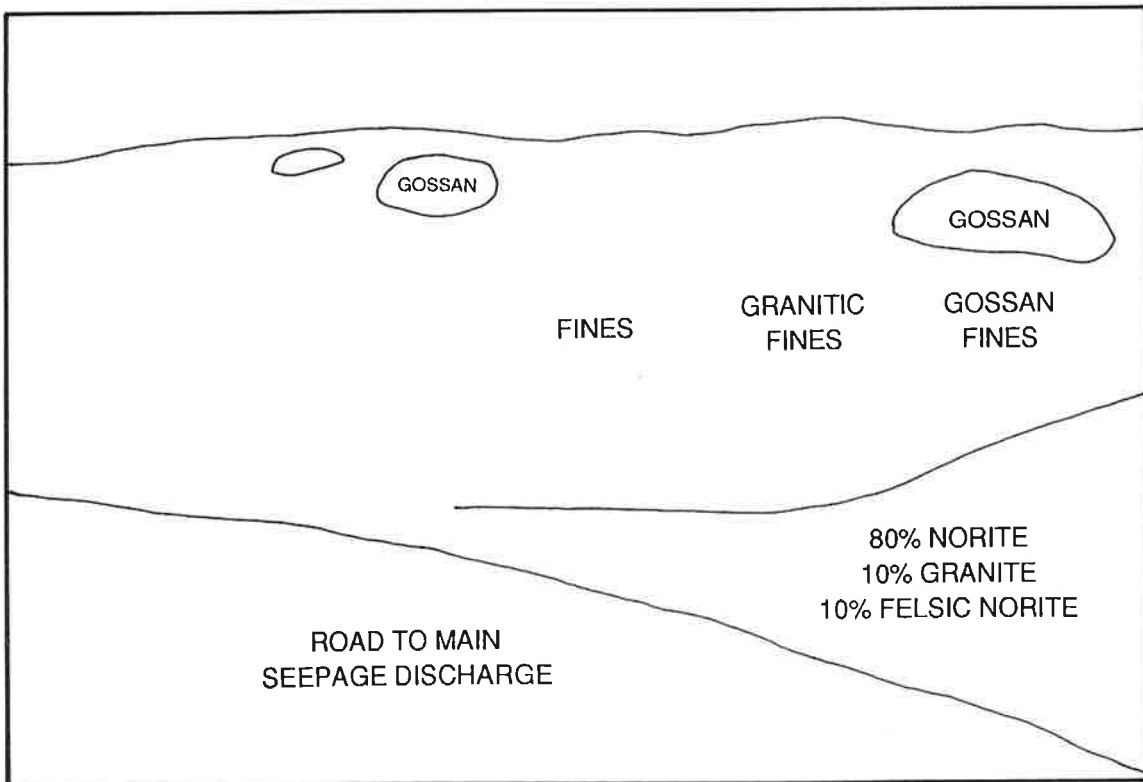 GOSSAN
GOSSAN
FINES
GRANITIC
FINES
GOSSAN
FINES
80% NORITE
10% GRANITE
10% FELSIC NORITE
ROAD TO MAIN
SEEPAGE DISCHARGE